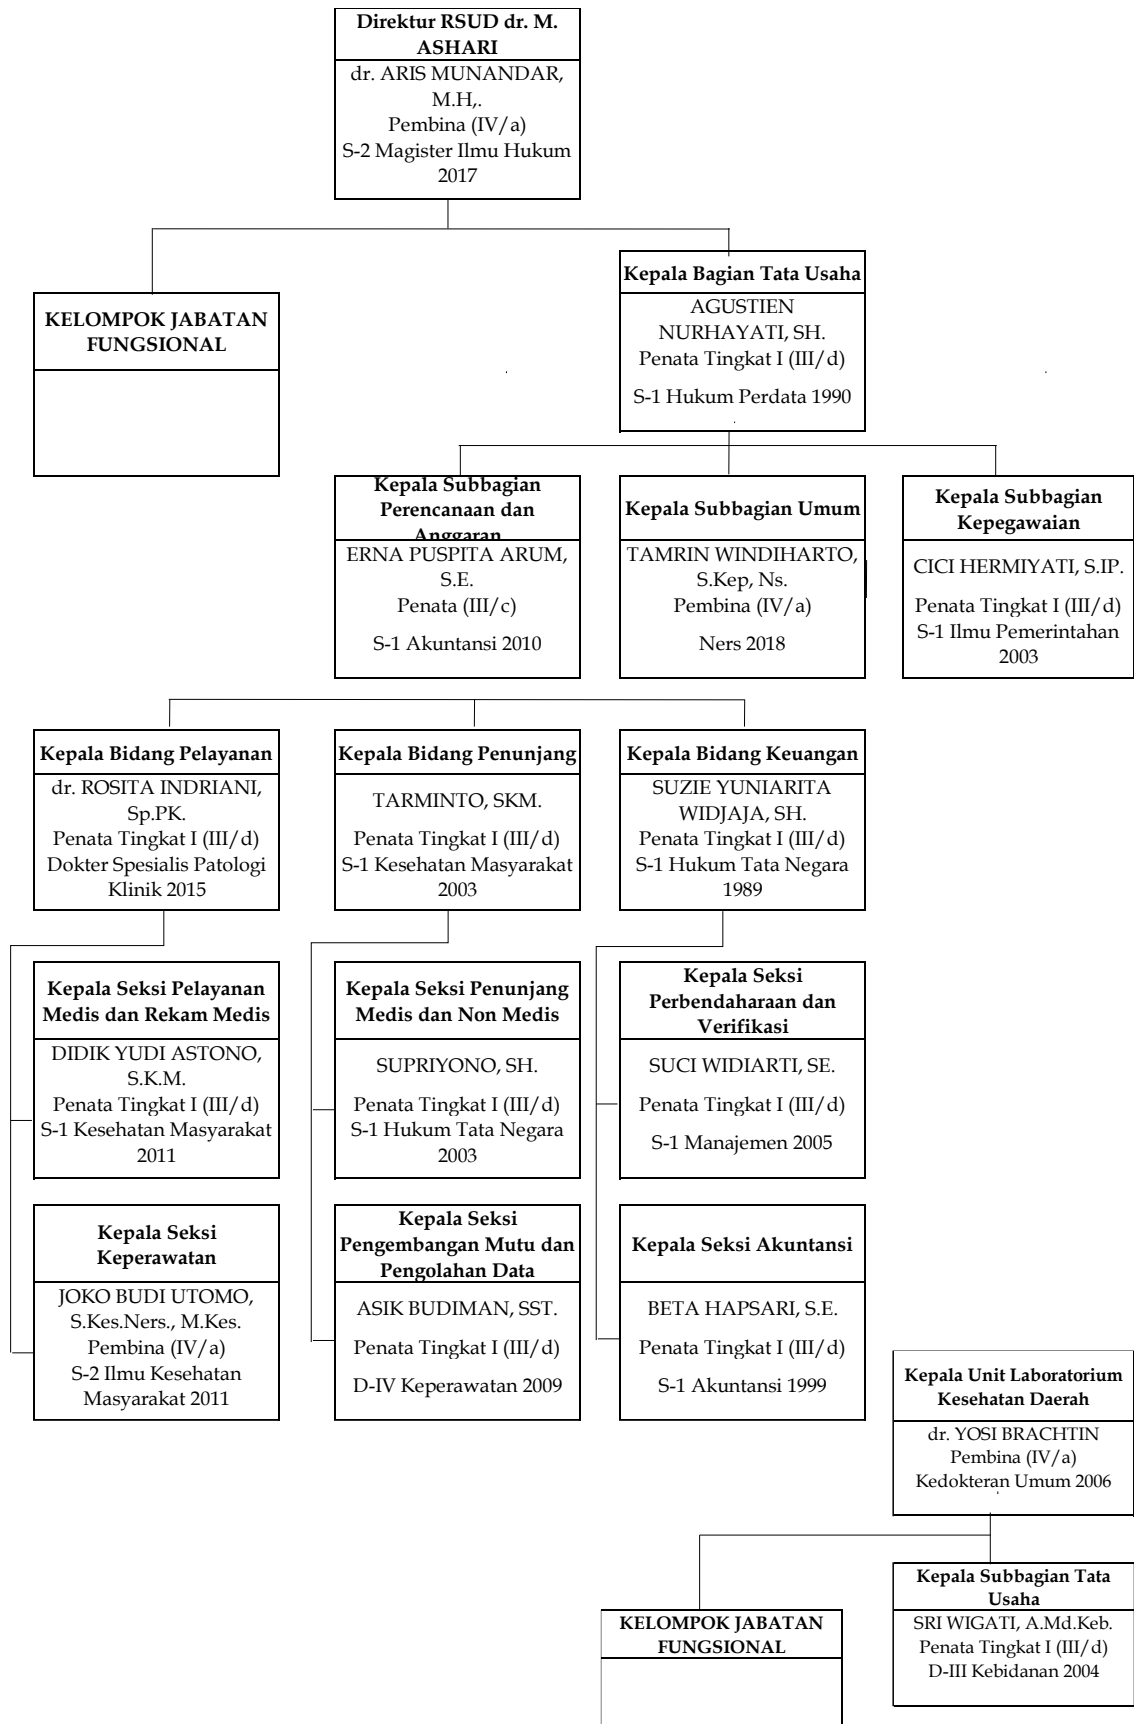 Direktur RSUD dr. M.
ASHARI
dr. ARIS MUNANDAR,
M.H,.
Pembina (IV/a)
S-2 Magister Ilmu Hukum
2017
KELOMPOK JABATAN
FUNGSIONAL
Kepala Bagian Tata Usaha
AGUSTIEN
NURHAYATI, SH.
Penata Tingkat I (III/d)
S-1 Hukum Perdata 1990
Kepala Subbagian
Perencanaan dan
Anggaran
ERNA PUSPITA ARUM,
S.E.
Penata (III/c)
S-1 Akuntansi 2010
Kepala Subbagian Umum
TAMRIN WINDIHARTO,
S.Kep, Ns.
Pembina (IV/a)
Ners 2018
Kepala Subbagian
Kepegawaian
CICI HERMIYATI, S.IP.
Penata Tingkat I (III/d)
S-1 Ilmu Pemerintahan
2003
Kepala Bidang Pelayanan
dr. ROSITA INDRIANI,
Sp.PK.
Penata Tingkat I (III/d)
Dokter Spesialis Patologi
Klinik 2015
Kepala Bidang Penunjang
TARMINTO, SKM.
Penata Tingkat I (III/d)
S-1 Kesehatan Masyarakat
2003
Kepala Bidang Keuangan
SUZIE YUNIARITA
WIDJAJA, SH.
Penata Tingkat I (III/d)
S-1 Hukum Tata Negara
1989
Kepala Seksi Pelayanan
Medis dan Rekam Medis
DIDIK YUDI ASTONO,
S.K.M.
Penata Tingkat I (III/d)
S-1 Kesehatan Masyarakat
2011
Kepala Seksi Penunjang
Medis dan Non Medis
SUPRIYONO, SH.
Penata Tingkat I (III/d)
S-1 Hukum Tata Negara
2003
Kepala Seksi
Perbendaharaan dan
Verifikasi
SUCI WIDIARTI, SE.
Penata Tingkat I (III/d)
S-1 Manajemen 2005
Kepala Seksi
Keperawatan
JOKO BUDI UTOMO,
S.Kes.Ners., M.Kes.
Pembina (IV/a)
S-2 Ilmu Kesehatan
Masyarakat 2011
Kepala Seksi
Pengembangan Mutu dan
Pengolahan Data
ASIK BUDIMAN, SST.
Penata Tingkat I (III/d)
D-IV Keperawatan 2009
Kepala Seksi Akuntansi
BETA HAPSARI, S.E.
Penata Tingkat I (III/d)
S-1 Akuntansi 1999
Kepala Unit Laboratorium
Kesehatan Daerah
dr. YOSI BRACHTIN
Pembina (IV/a)
Kedokteran Umum 2006
KELOMPOK JABATAN
FUNGSIONAL
Kepala Subbagian Tata
Usaha
SRI WIGATI, A.Md.Keb.
Penata Tingkat I (III/d)
D-III Kebidanan 2004